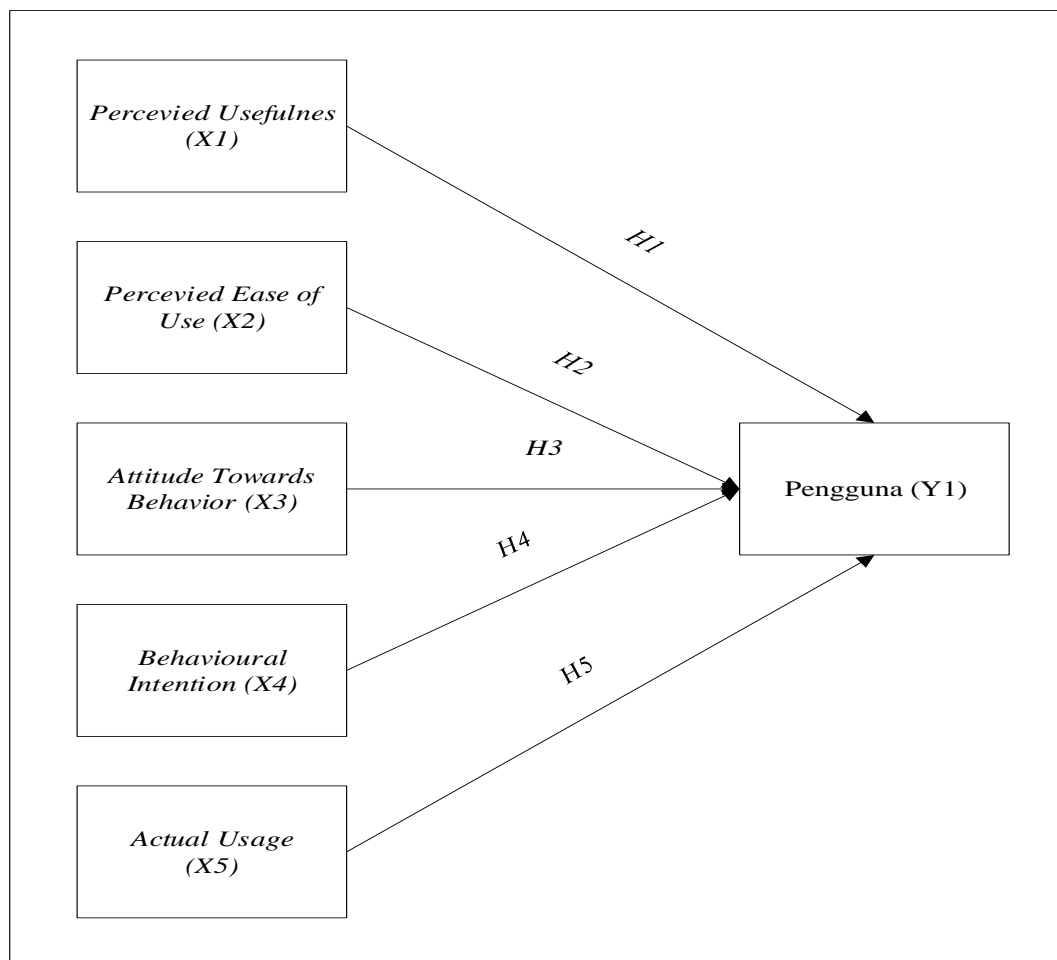 Percevied Usefulnes
(X1)
H1
Percevied Ease of
Use (X2)
H2
Attitude Towards
Behavior (X3)
H3
Pengguna (Y1)
H4
Behavioural
Intention (X4)
H5
Actual Usage
(X5)